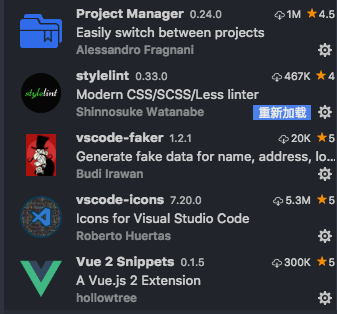 Project Manager 0.24.0 1M ★4.5
Easily switch between projects
Alessandro Fragnani
stylelint 0.33.0 467K ★4
Modern CSS/SCSS/Less linter
Shinnosuke Watanabe 重新加载
vscode-faker 1.2.1 20K ★5
Generate fake data for name, address, lo...
Budi Irawan
vscode-icons 7.20.0 5.3M ★5
Icons for Visual Studio Code
Roberto Huertas
Vue 2 Snippets 0.1.5 300K ★5
A Vue.js 2 Extension
hollowtree
stylelint